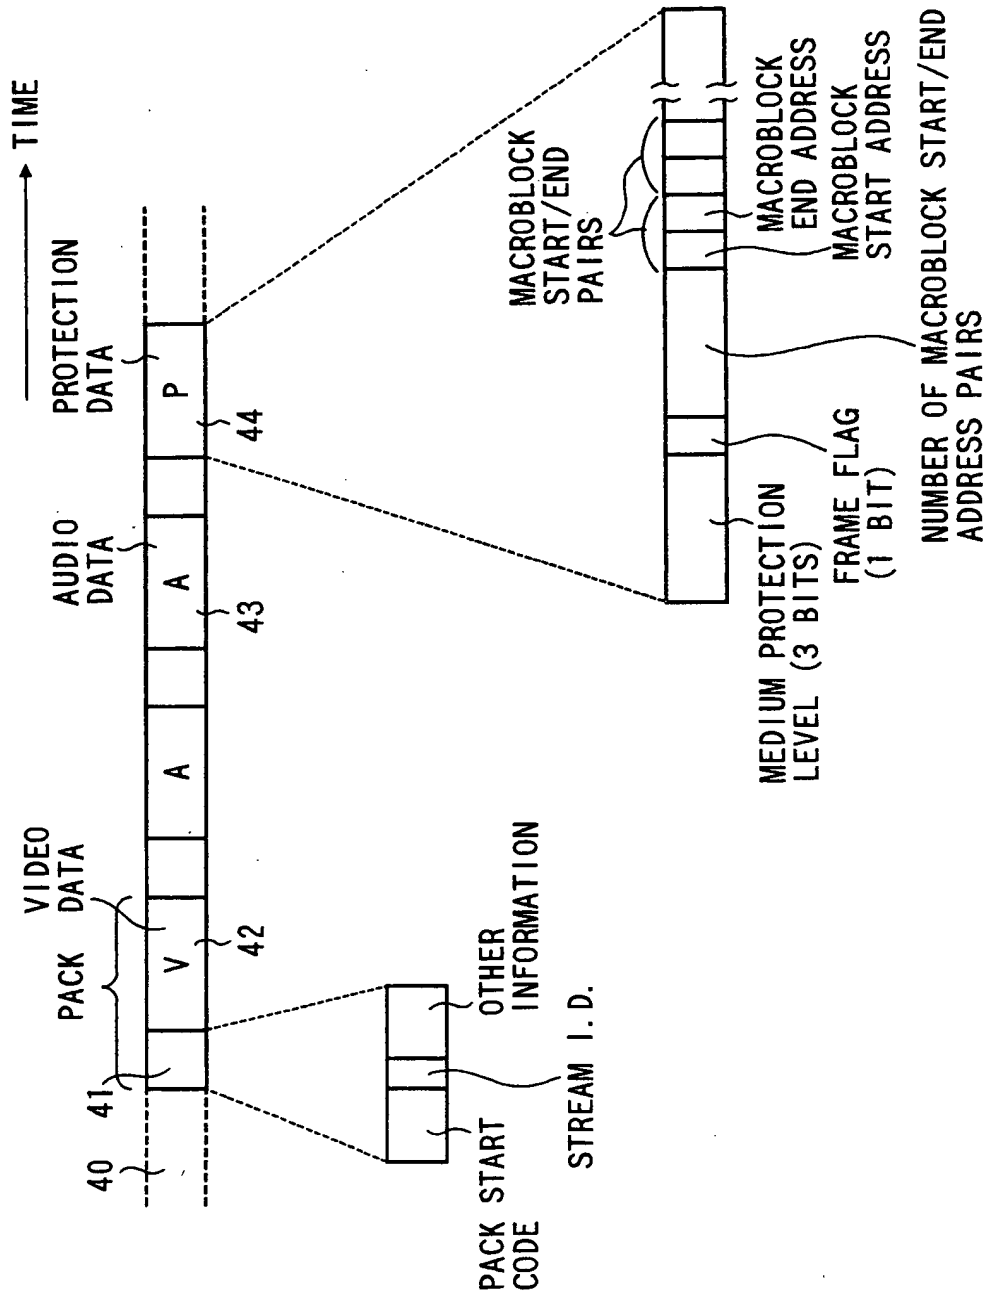 TIME
PROTECTION
DATA
AUDIO
DATA
VIDEO
DATA
PACK
40
41
V
42
A
A
43
P
44
PACK START
CODE
STREAM I.D.
OTHER
INFORMATION
MACROBLOCK
START/END
PAIRS
MEDIUM PROTECTION
LEVEL (3 BITS)
FRAME FLAG
(1 BIT)
NUMBER OF MACROBLOCK START/END
ADDRESS PAIRS
MACROBLOCK
START ADDRESS
MACROBLOCK
END ADDRESS